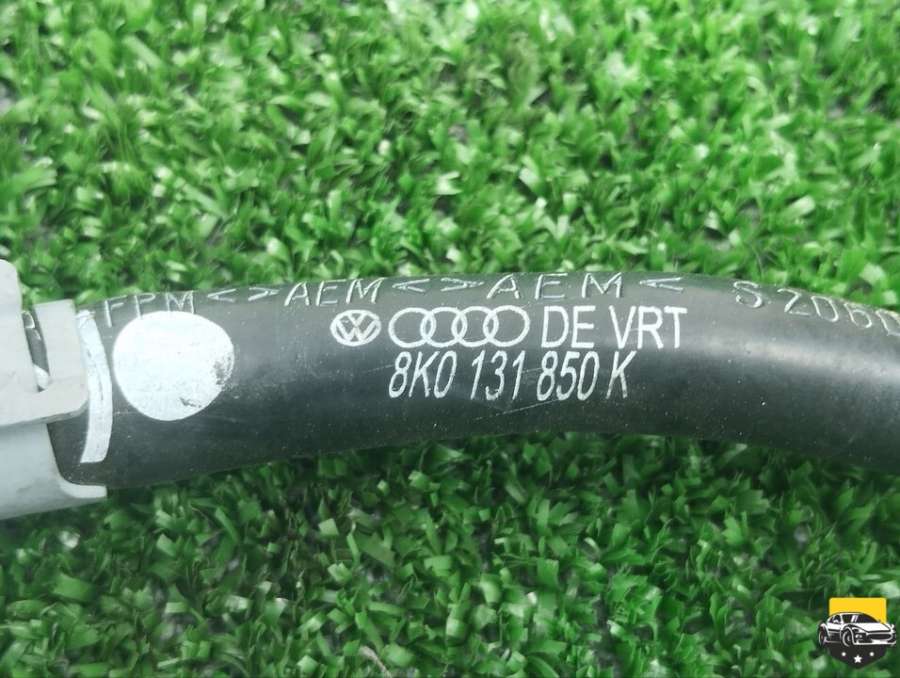 FPM < > AEM < > AEM <
DE VRT
8K0 131 850 K